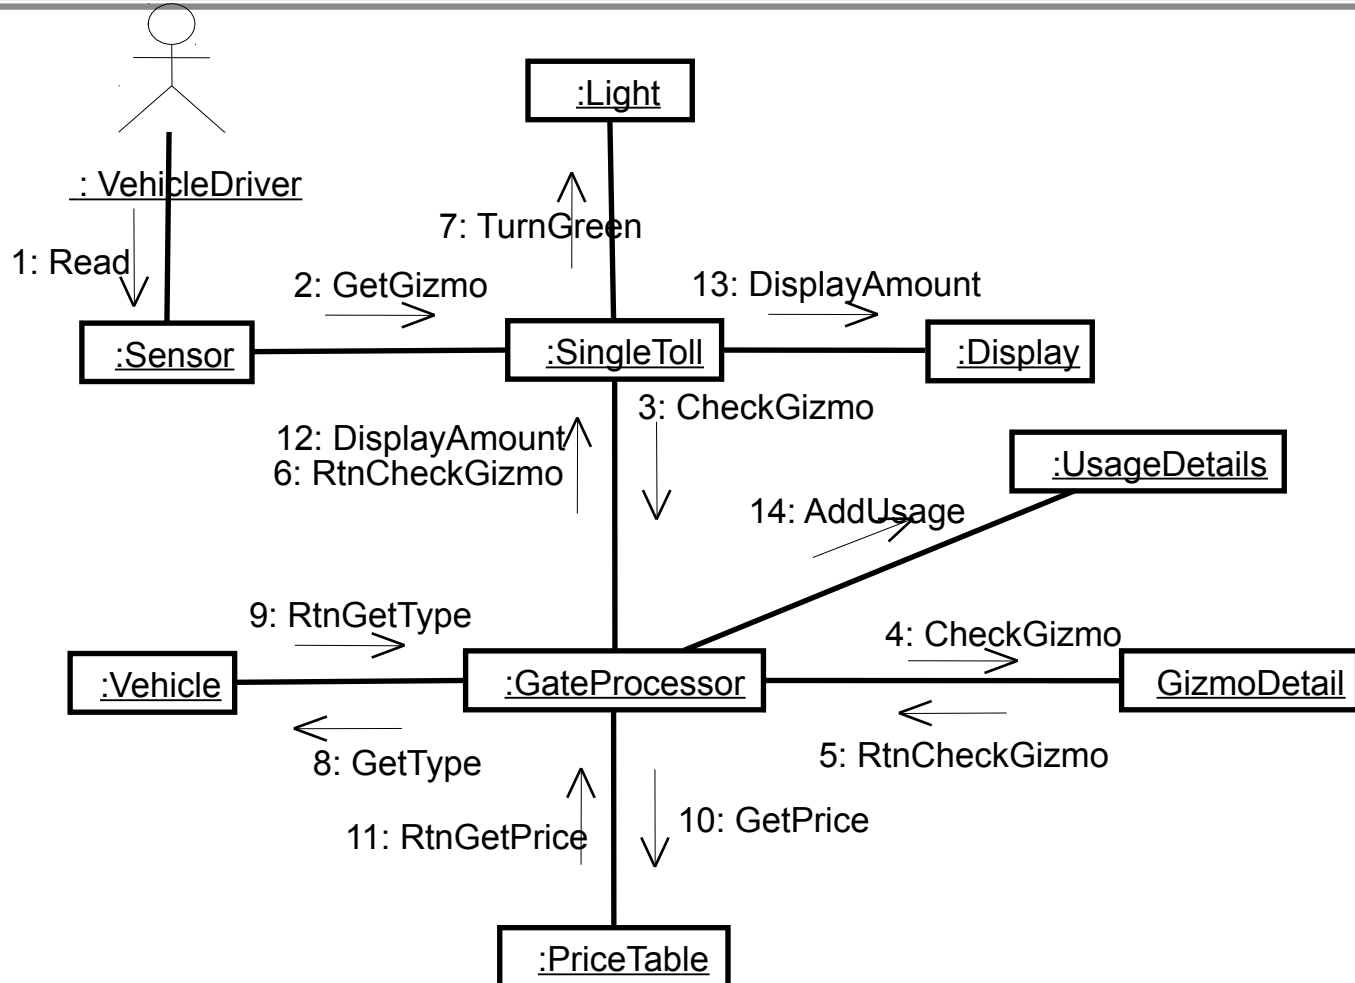 :Light
: VehicleDriver
7: TurnGreen
1: Read
2: GetGizmo
13: DisplayAmount
:Sensor
:SingleToll
:Display
3: CheckGizmo
12: DisplayAmount
6: RtnCheckGizmo
:UsageDetails
14: AddUsage
9: RtnGetType
4: CheckGizmo
:Vehicle
:GateProcessor
GizmoDetail
8: GetType
5: RtnCheckGizmo
11: RtnGetPrice
10: GetPrice
:PriceTable